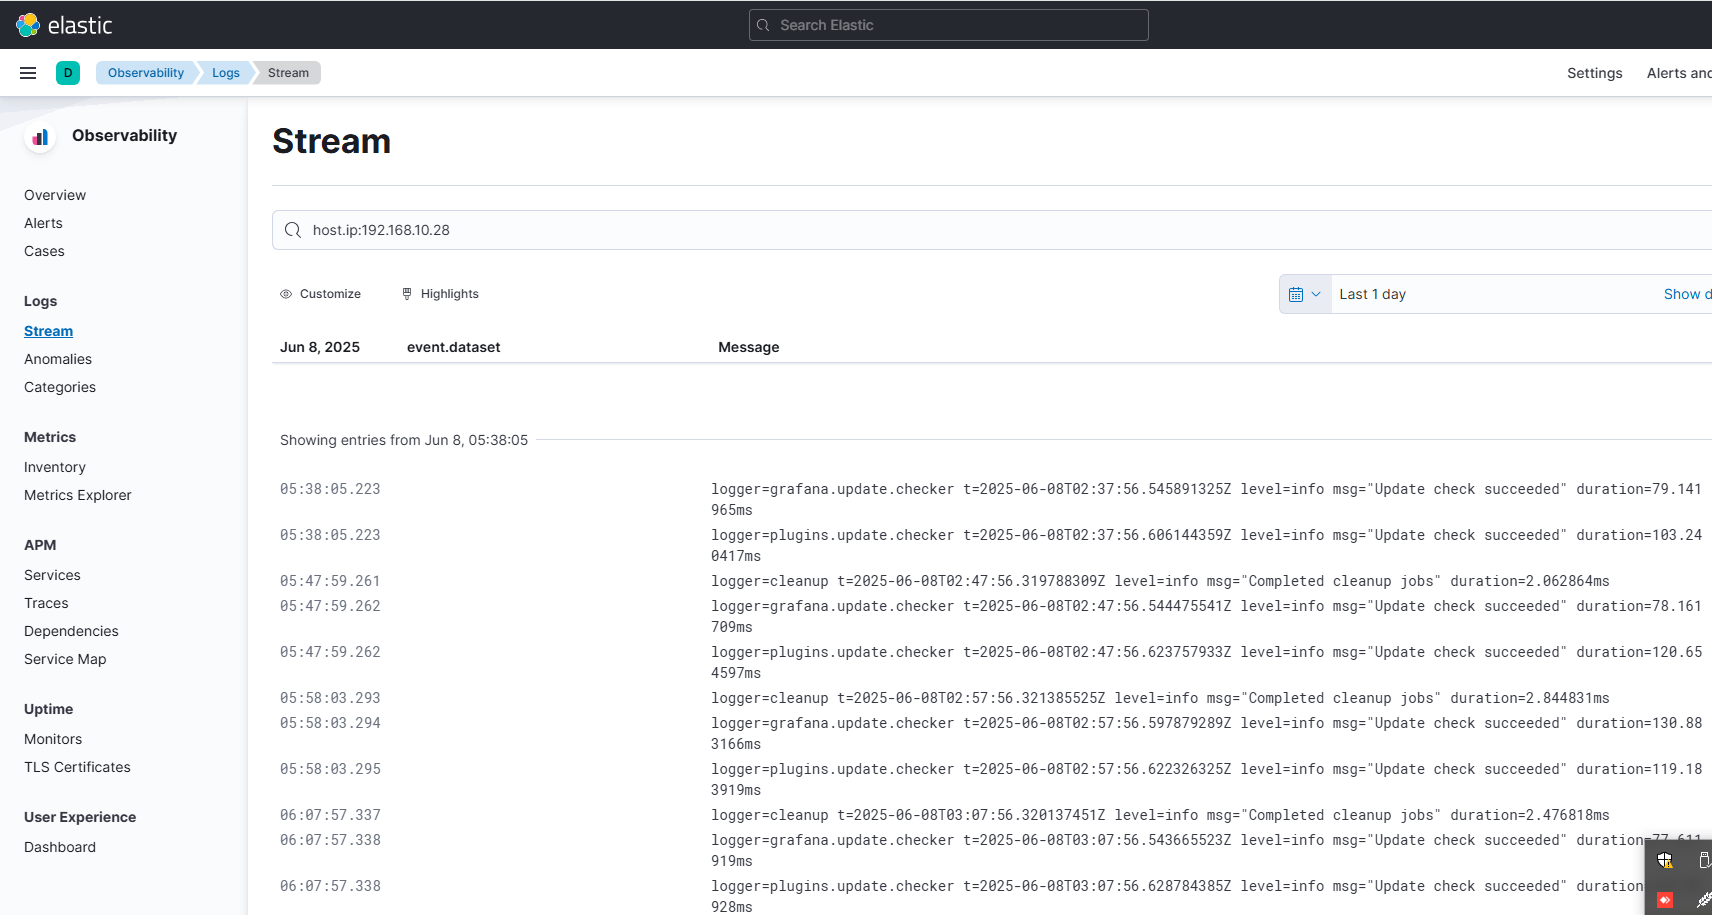 elastic
Search Elastic
D
Observability
Logs
Stream
Settings
Alerts and
Observability
Overview
Alerts
Cases
Logs
Stream
Anomalies
Categories
Metrics
Inventory
Metrics Explorer
APM
Services
Traces
Dependencies
Service Map
Uptime
Monitors
TLS Certificates
User Experience
Dashboard
Stream
host.ip:192.168.10.28
Customize
Highlights
Last 1 day
Show d
Jun 8, 2025 event.dataset Message
Showing entries from Jun 8, 05:38:05
05:38:05.223 logger=grafana.update.checker t=2025-06-08T02:37:56.545891325Z level=info msg="Update check succeeded" duration=79.141
965ms
05:38:05.223 logger=plugins.update.checker t=2025-06-08T02:37:56.606144359Z level=info msg="Update check succeeded" duration=103.24
0417ms
05:47:59.261 logger=cleanup t=2025-06-08T02:47:56.319788309Z level=info msg="Completed cleanup jobs" duration=2.062864ms
05:47:59.262 logger=grafana.update.checker t=2025-06-08T02:47:56.544475541Z level=info msg="Update check succeeded" duration=78.161
709ms
05:47:59.262 logger=plugins.update.checker t=2025-06-08T02:47:56.623757933Z level=info msg="Update check succeeded" duration=120.65
4597ms
05:58:03.293 logger=cleanup t=2025-06-08T02:57:56.321385525Z level=info msg="Completed cleanup jobs" duration=2.844831ms
05:58:03.294 logger=grafana.update.checker t=2025-06-08T02:57:56.597879289Z level=info msg="Update check succeeded" duration=130.88
3166ms
05:58:03.295 logger=plugins.update.checker t=2025-06-08T02:57:56.622326325Z level=info msg="Update check succeeded" duration=119.18
3919ms
06:07:57.337 logger=cleanup t=2025-06-08T03:07:56.320137451Z level=info msg="Completed cleanup jobs" duration=2.476818ms
06:07:57.338 logger=grafana.update.checker t=2025-06-08T03:07:56.543665523Z level=info msg="Update check succeeded" duration=77.611
919ms
06:07:57.338 logger=plugins.update.checker t=2025-06-08T03:07:56.628784385Z level=info msg="Update check succeeded" duration
928ms